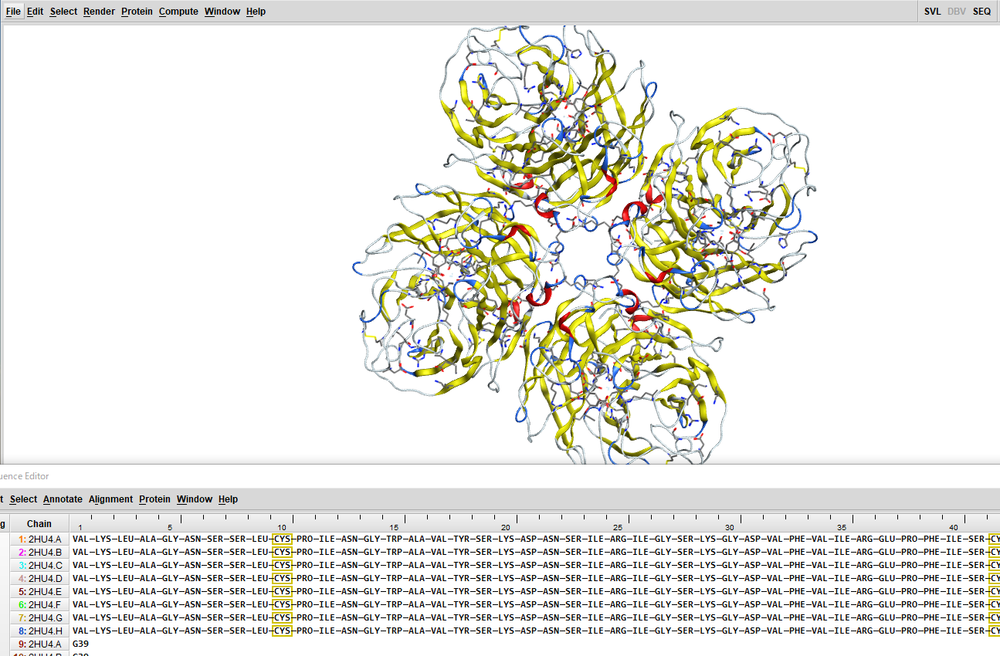 File Edit Select Render Protein Compute Window Help SVL DBV SEQ
uence Editor
t Select Annotate Alignment Protein Window Help
g Chain 1 5 10 15 20 25 30 35 40
1: 2HU4.A VAL-LYS-LEU-ALA-GLY-ASN-SER-SER-LEU-CYS-PRO-ILE-ASN-GLY-TRP-ALA-VAL-TYR-SER-LYS-ASP-ASN-SER-ILE-ARG-ILE-GLY-SER-LYS-GLY-ASP-VAL-PHE-VAL-ILE-ARG-GLU-PRO-PHE-ILE-SER-CY
2: 2HU4.B VAL-LYS-LEU-ALA-GLY-ASN-SER-SER-LEU-CYS-PRO-ILE-ASN-GLY-TRP-ALA-VAL-TYR-SER-LYS-ASP-ASN-SER-ILE-ARG-ILE-GLY-SER-LYS-GLY-ASP-VAL-PHE-VAL-ILE-ARG-GLU-PRO-PHE-ILE-SER-CY
3: 2HU4.C VAL-LYS-LEU-ALA-GLY-ASN-SER-SER-LEU-CYS-PRO-ILE-ASN-GLY-TRP-ALA-VAL-TYR-SER-LYS-ASP-ASN-SER-ILE-ARG-ILE-GLY-SER-LYS-GLY-ASP-VAL-PHE-VAL-ILE-ARG-GLU-PRO-PHE-ILE-SER-CY
4: 2HU4.D VAL-LYS-LEU-ALA-GLY-ASN-SER-SER-LEU-CYS-PRO-ILE-ASN-GLY-TRP-ALA-VAL-TYR-SER-LYS-ASP-ASN-SER-ILE-ARG-ILE-GLY-SER-LYS-GLY-ASP-VAL-PHE-VAL-ILE-ARG-GLU-PRO-PHE-ILE-SER-CY
5: 2HU4.E VAL-LYS-LEU-ALA-GLY-ASN-SER-SER-LEU-CYS-PRO-ILE-ASN-GLY-TRP-ALA-VAL-TYR-SER-LYS-ASP-ASN-SER-ILE-ARG-ILE-GLY-SER-LYS-GLY-ASP-VAL-PHE-VAL-ILE-ARG-GLU-PRO-PHE-ILE-SER-CY
6: 2HU4.F VAL-LYS-LEU-ALA-GLY-ASN-SER-SER-LEU-CYS-PRO-ILE-ASN-GLY-TRP-ALA-VAL-TYR-SER-LYS-ASP-ASN-SER-ILE-ARG-ILE-GLY-SER-LYS-GLY-ASP-VAL-PHE-VAL-ILE-ARG-GLU-PRO-PHE-ILE-SER-CY
7: 2HU4.G VAL-LYS-LEU-ALA-GLY-ASN-SER-SER-LEU-CYS-PRO-ILE-ASN-GLY-TRP-ALA-VAL-TYR-SER-LYS-ASP-ASN-SER-ILE-ARG-ILE-GLY-SER-LYS-GLY-ASP-VAL-PHE-VAL-ILE-ARG-GLU-PRO-PHE-ILE-SER-CY
8: 2HU4.H VAL-LYS-LEU-ALA-GLY-ASN-SER-SER-LEU-CYS-PRO-ILE-ASN-GLY-TRP-ALA-VAL-TYR-SER-LYS-ASP-ASN-SER-ILE-ARG-ILE-GLY-SER-LYS-GLY-ASP-VAL-PHE-VAL-ILE-ARG-GLU-PRO-PHE-ILE-SER-CY
9: 2HU4.A G39